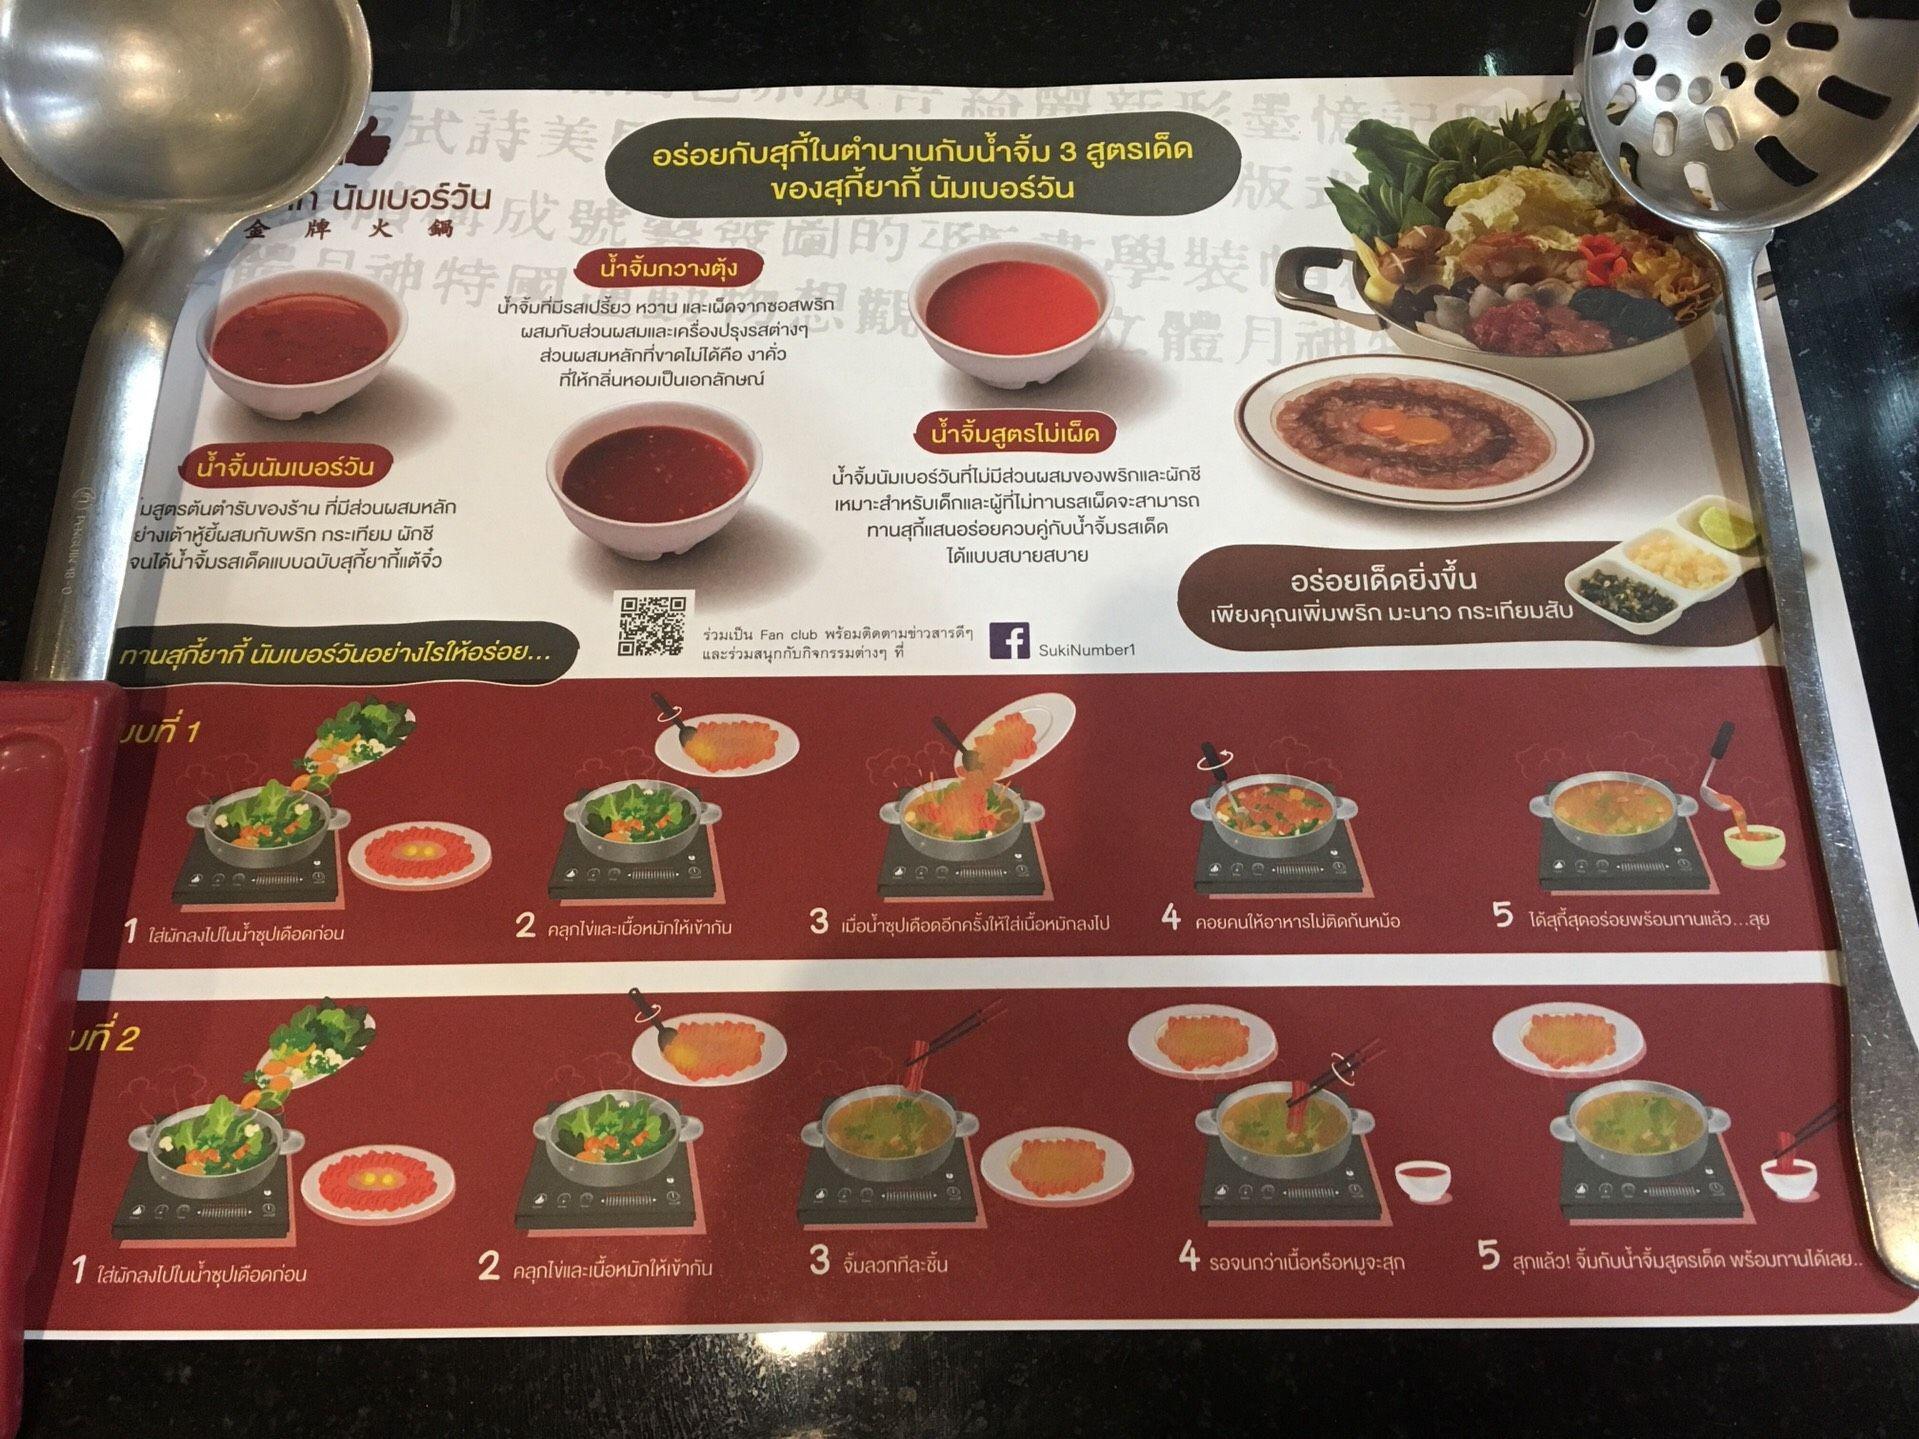 นัมเบอร์วัน
金牌火鍋
อร่อยกับสุกี้ในตำนานกับน้ำจิ้ม 3 สูตรเด็ด
ของสุกี้ยากี้ นัมเบอร์วัน
น้ำจิ้มกวางตุ้ง
น้ำจิ้มที่มีรสเปรี้ยว หวาน และเผ็ดจากซอสพริก
ผสมกับส่วนผสมและเครื่องปรุงรสต่างๆ
ส่วนผสมหลักที่ขาดไม่ได้คือ งาคั่ว
ที่ให้กลิ่นหอมเป็นเอกลักษณ์
น้ำจิ้มนัมเบอร์วัน
สูตรต้นตำรับของร้าน ที่มีส่วนผสมหลัก
ย่างเต้าหู้ยี้ผสมกับพริก กระเทียม ผักชี
จนได้น้ำจิ้มรสเด็ดแบบฉบับสุกี้ยากี้แต้จิ๋ว
น้ำจิ้มสูตรไม่เผ็ด
น้ำจิ้มนัมเบอร์วันที่ไม่มีส่วนผสมของพริกและผักชี
เหมาะสำหรับเด็กและผู้ที่ไม่ทานรสเผ็ดจะสามารถ
ทานสุกี้แสนอร่อยควบคู่กับน้ำจิ้มรสเด็ด
ได้แบบสบายสบาย
อร่อยเด็ดยิ่งขึ้น
เพียงคุณเพิ่มพริก มะนาว กระเทียมสับ
ร่วมเป็น Fan club พร้อมติดตามข่าวสารดีๆ
และร่วมสนุกกับกิจกรรมต่างๆ ที่
f SukiNumber1
ทานสุกี้ยากี้ นัมเบอร์วันอย่างไรให้อร่อย...
บที่ 1
1 ใส่ผักลงไปในน้ำซุปเดือดก่อน
2 คลุกไข่และเนื้อหมักให้เข้ากัน
3 เมื่อน้ำซุปเดือดอีกครั้งให้ใส่เนื้อหมักลงไป
4 คอยคนให้อาหารไม่ติดก้นหม้อ
5 ได้สุกี้สุดอร่อยพร้อมทานแล้ว...ลุย
บที่ 2
1 ใส่ผักลงไปในน้ำซุปเดือดก่อน
2 คลุกไข่และเนื้อหมักให้เข้ากัน
3 จิ้มลวกทีละชิ้น
4 รอจนกว่าเนื้อหรือหมูจะสุก
5 สุกแล้ว! จิ้มกับน้ำจิ้มสูตรเด็ด พร้อมทานได้เลย..